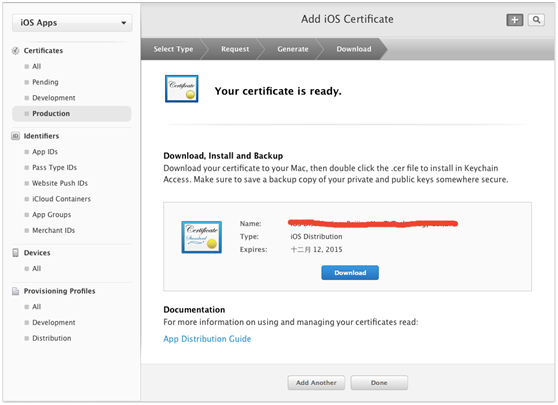 iOS Apps
Add iOS Certificate
Certificates
All
Pending
Development
Production
Identifiers
App IDs
Pass Type IDs
Website Push IDs
iCloud Containers
App Groups
Merchant IDs
Devices
All
Provisioning Profiles
All
Development
Distribution
Select Type
Request
Generate
Download
Certificate
Your certificate is ready.
Download, Install and Backup
Download your certificate to your Mac, then double click the .cer file to install in Keychain
Access. Make sure to save a backup copy of your private and public keys somewhere secure.
Certificate
Standard
Name:
Type: iOS Distribution
Expires: 十二月 12, 2015
Download
Documentation
For more information on using and managing your certificates read:
App Distribution Guide
Add Another
Done